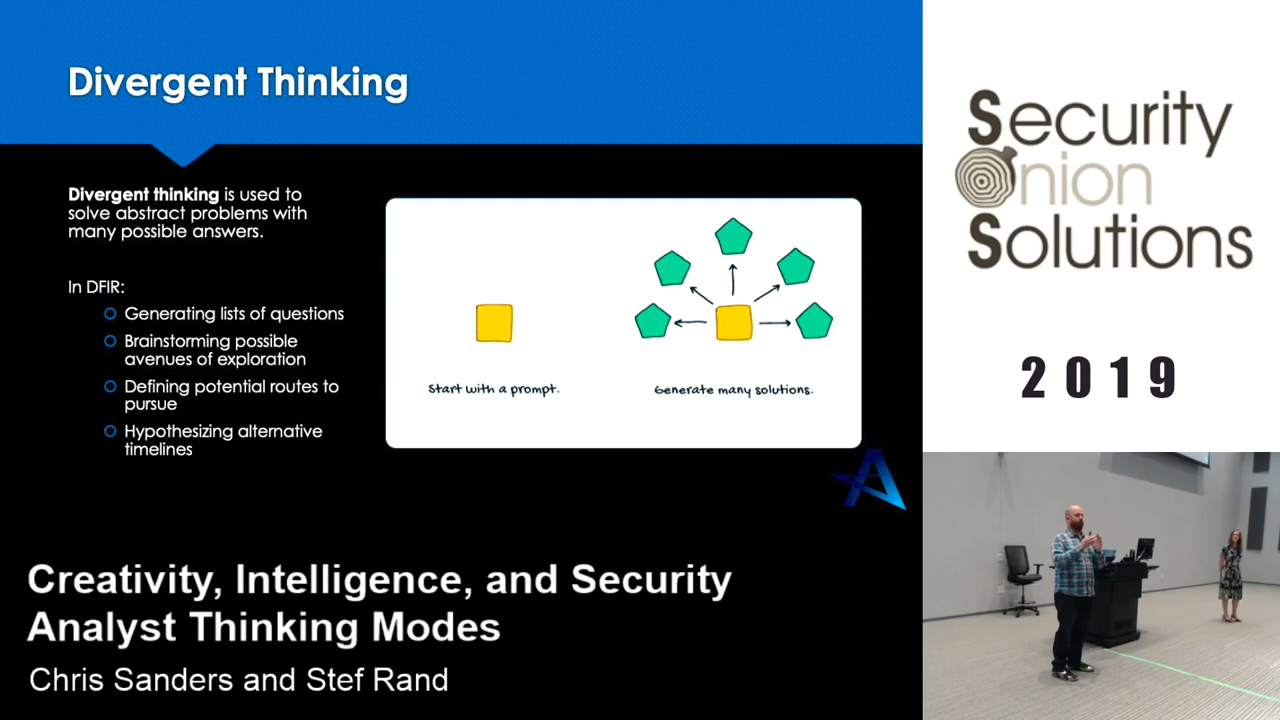 Divergent Thinking
Divergent thinking is used to
solve abstract problems with
many possible answers.
In DFIR:
Generating lists of questions
Brainstorming possible
avenues of exploration
Defining potential routes to
pursue
Hypothesizing alternative
timelines
Start with a prompt.
Generate many solutions.
Creativity, Intelligence, and Security
Analyst Thinking Modes
Chris Sanders and Stef Rand
Security
Onion
Solutions
2019